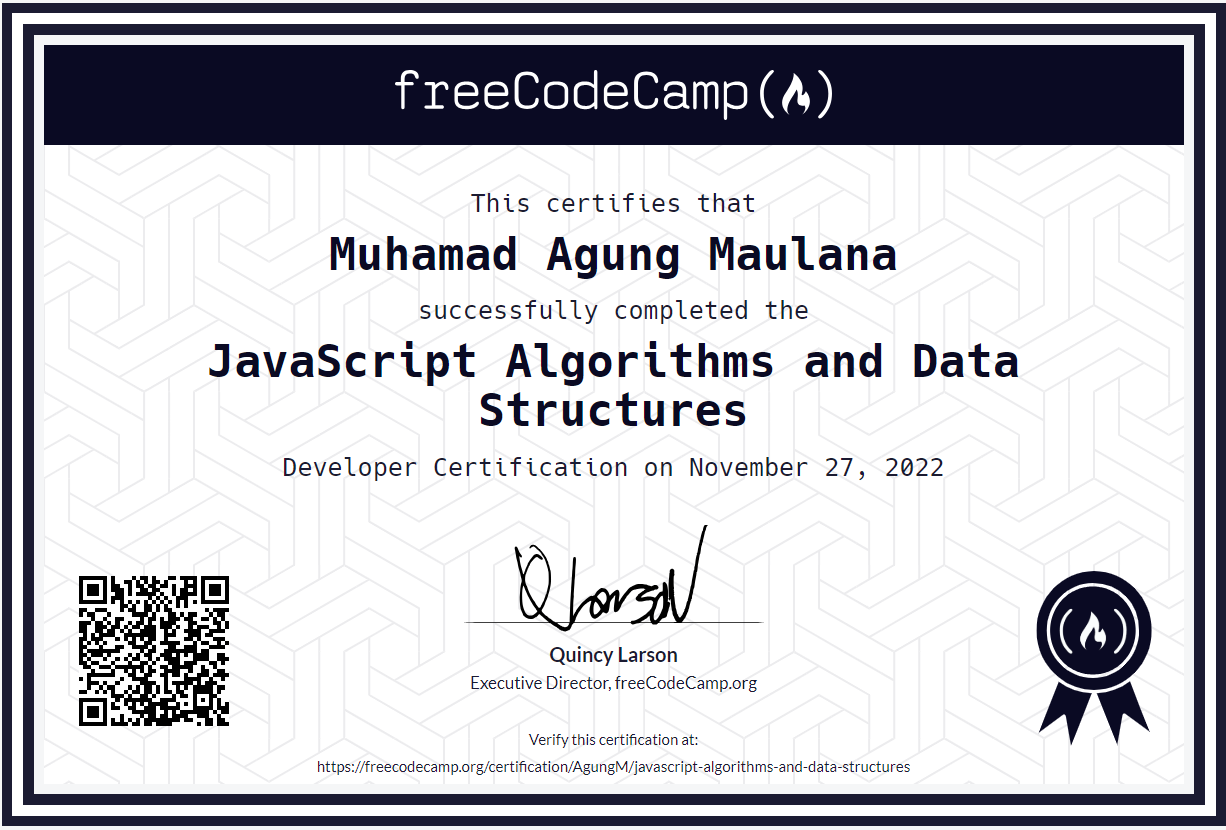 freeCodeCamp
This certifies that
Muhamad Agung Maulana
successfully completed the
JavaScript Algorithms and Data
Structures
Developer Certification on November 27, 2022
Quincy Larson
Executive Director, freeCodeCamp.org
Verify this certification at:
https://freecodecamp.org/certification/AgungM/javascript-algorithms-and-data-structures